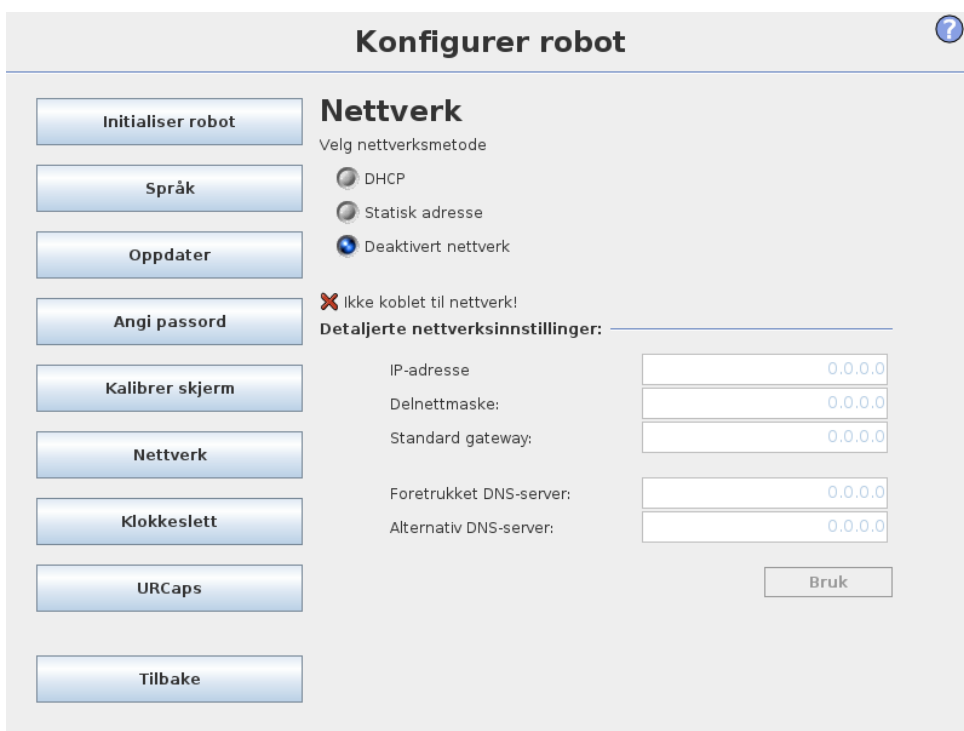 Konfigurer robot
?
Initialiser robot
Språk
Oppdater
Angi passord
Kalibrer skjerm
Nettverk
Klokkeslett
URCaps
Tilbake
Nettverk
Velg nettverksmetode
DHCP
Statisk adresse
Deaktivert nettverk
Ikke koblet til nettverk!
Detaljerte nettverksinnstillinger:
IP-adresse 0.0.0.0
Delnettmaske: 0.0.0.0
Standard gateway: 0.0.0.0
Foretrukket DNS-server: 0.0.0.0
Alternativ DNS-server: 0.0.0.0
Bruk